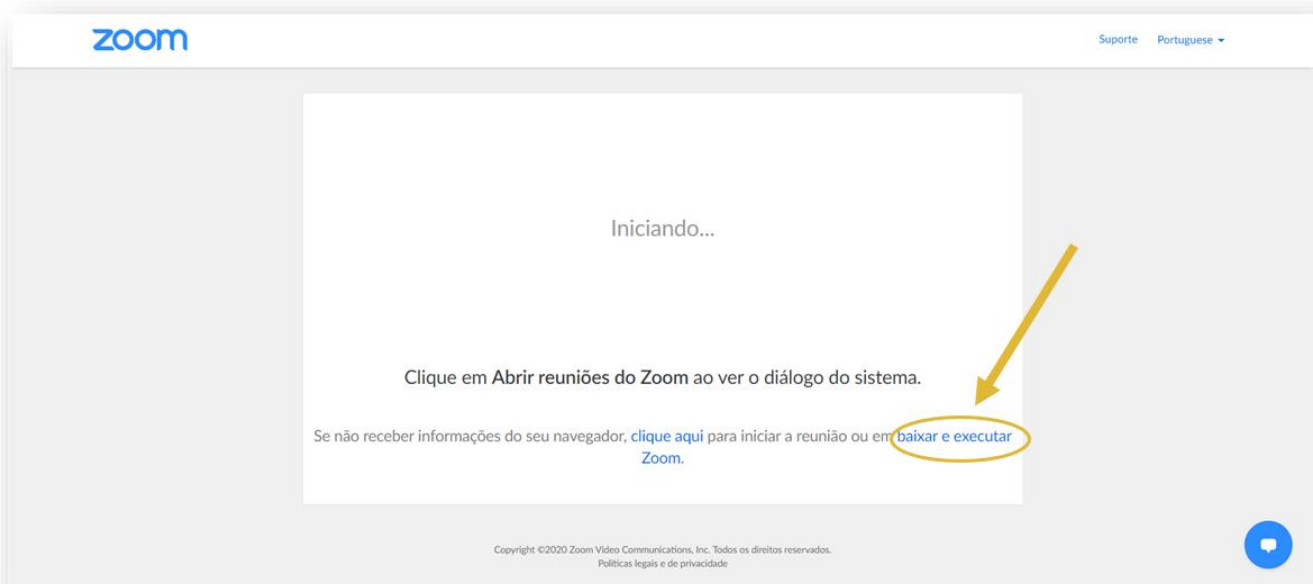 zoom
Suporte Portuguese
Iniciando...
Clique em Abrir reuniões do Zoom ao ver o diálogo do sistema.
Se não receber informações do seu navegador, clique aqui para iniciar a reunião ou em baixar e executar
Zoom.
Copyright ©2020 Zoom Video Communications, Inc. Todos os direitos reservados.
Políticas legais e de privacidade